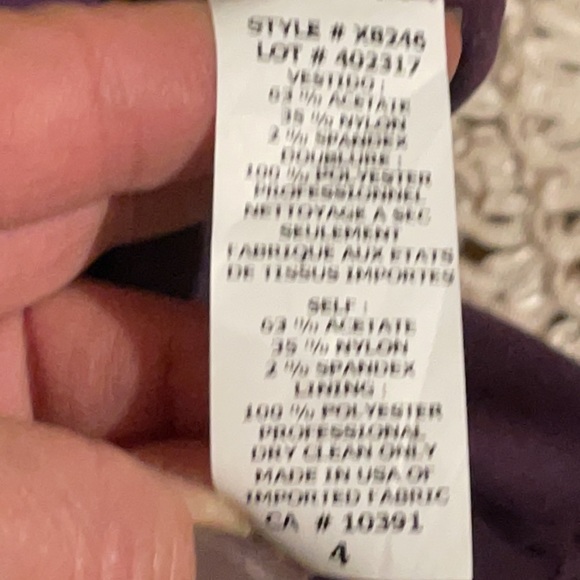 STYLE # X8246
LOT # 402317
VESTIDO :
63 % ACETATE
35 % NYLON
2 % SPANDEX
DOUBLURE :
100 % POLYESTER
PROFESSIONNEL
NETTOYAGE A SEC
SEULEMENT
FABRIQUE AUX ETATS
DE TISSUS IMPORTES
SELF :
63 % ACETATE
35 % NYLON
2 % SPANDEX
LINING :
100 % POLYESTER
PROFESSIONAL
DRY CLEAN ONLY
MADE IN USA OF
IMPORTED FABRIC
CA # 10391
4